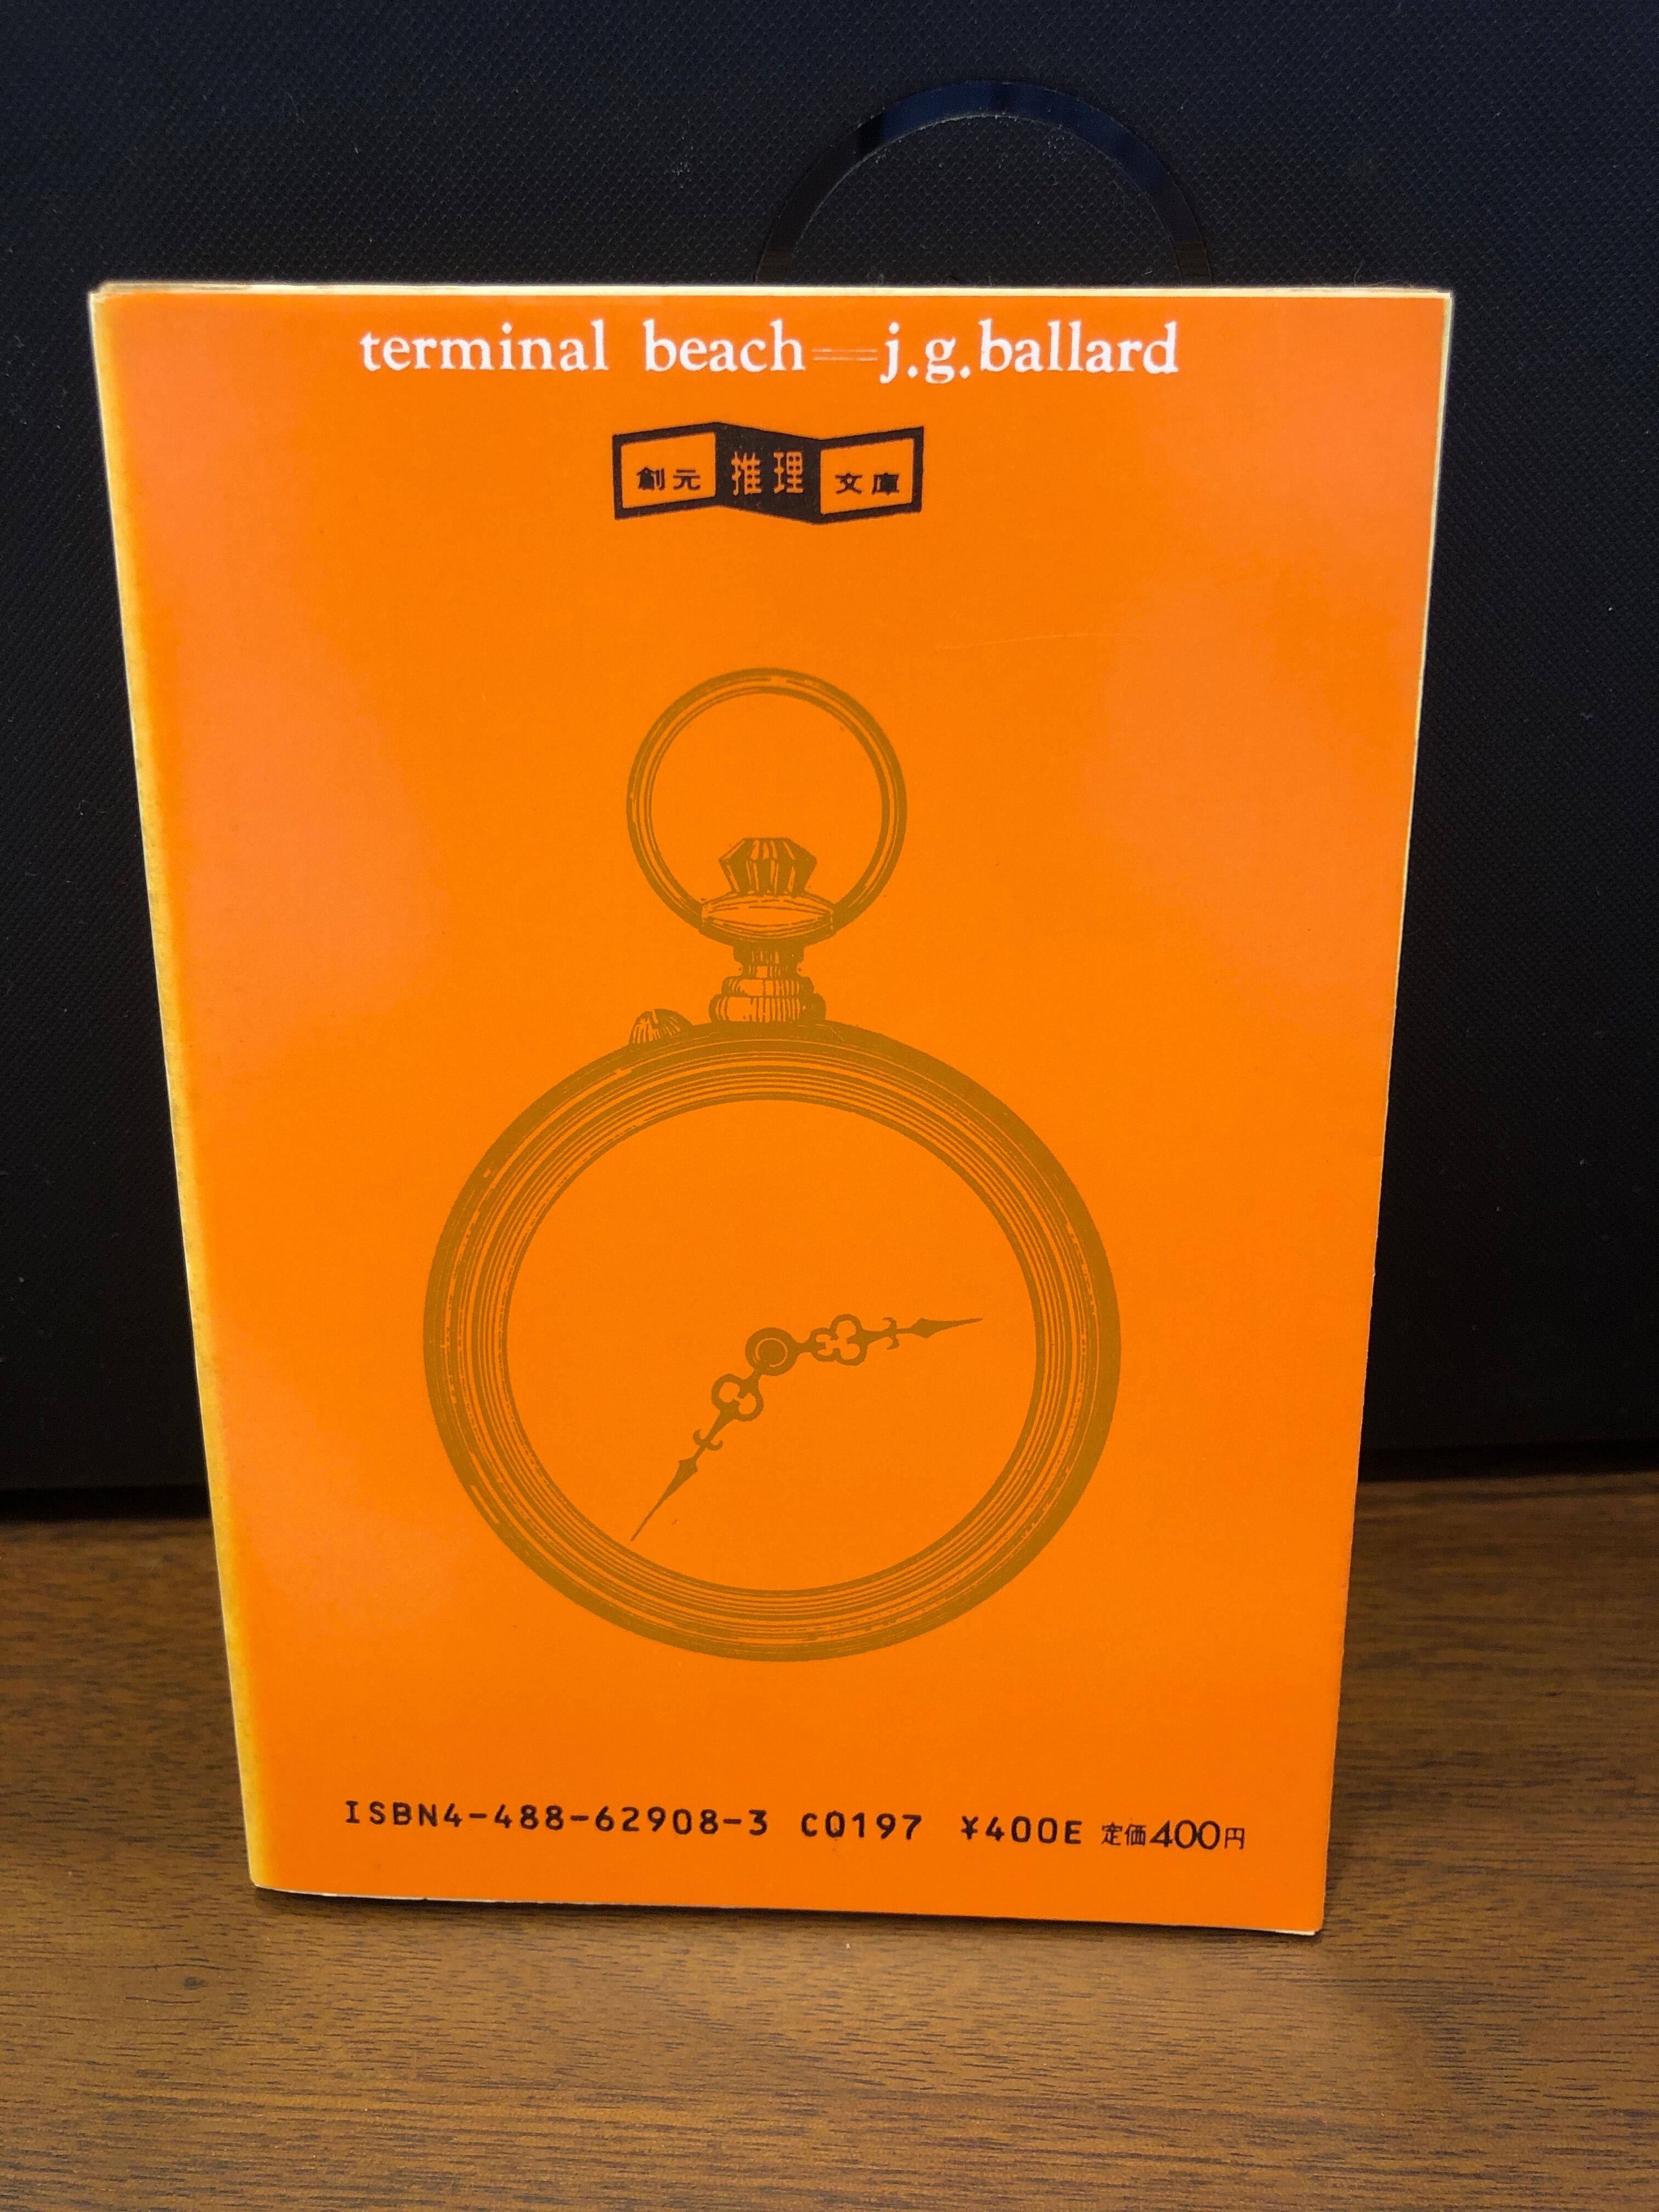 terminal beach＝j.g.ballard
創元推理文庫
ISBN4-488-62908-3 C0197 ¥400E 定価400円